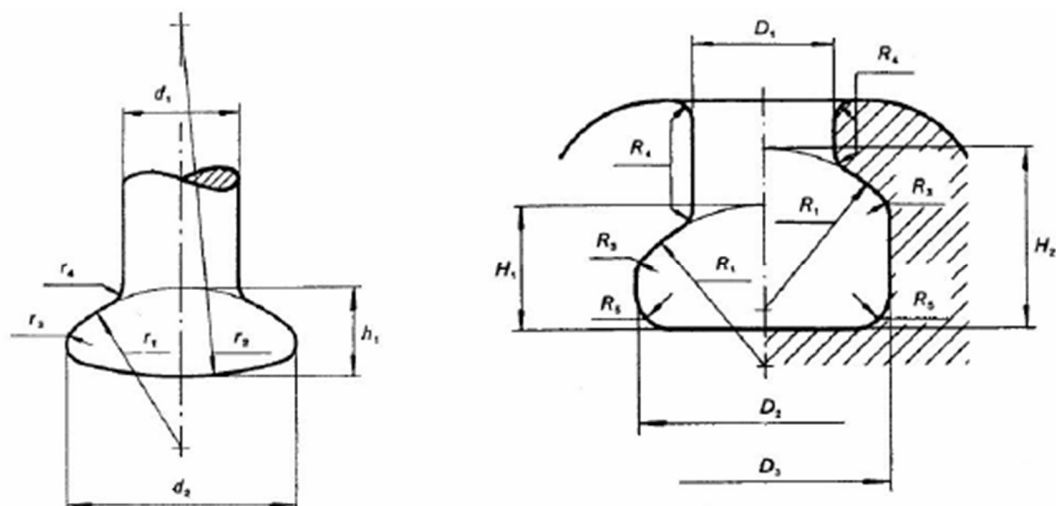 d₁
r₄
r₃
r₁
r₂
h₁
d₂
D₁
R₄
R₄
R₃
R₁
H₁
H₂
R₃
R₁
R₅
R₅
D₂
D₃